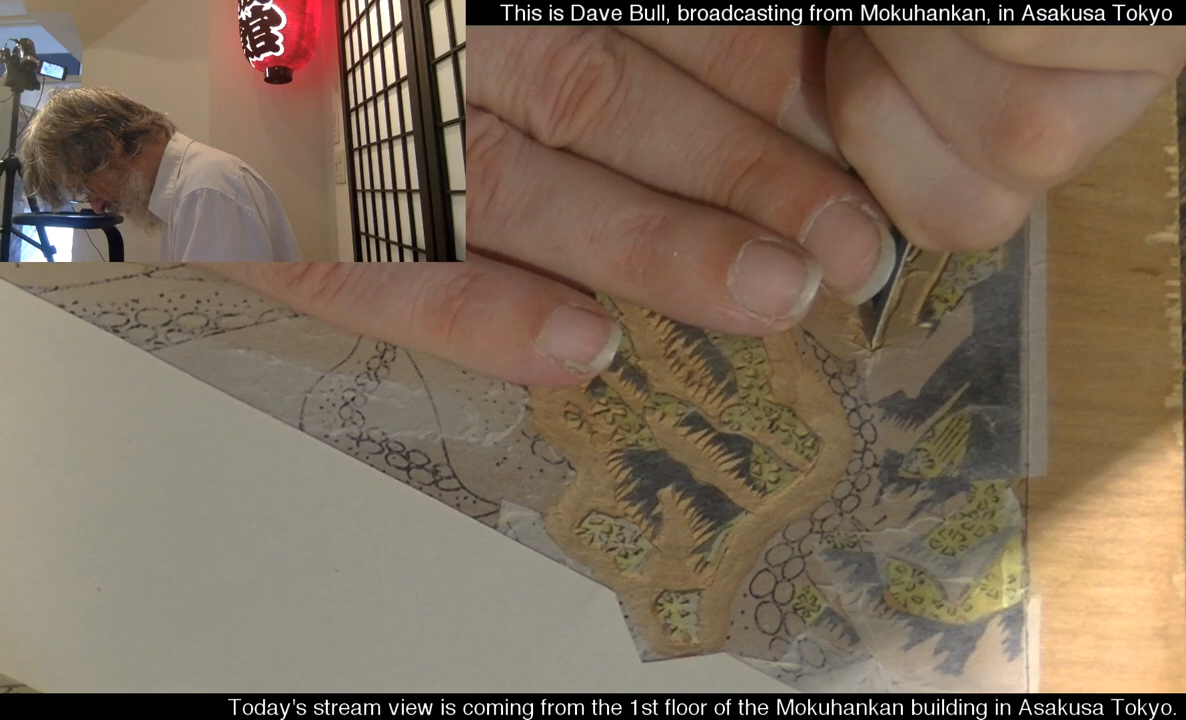 This is Dave Bull, broadcasting from Mokuhankan, in Asakusa Tokyo
館
Today's stream view is coming from the 1st floor of the Mokuhankan building in Asakusa Tokyo.